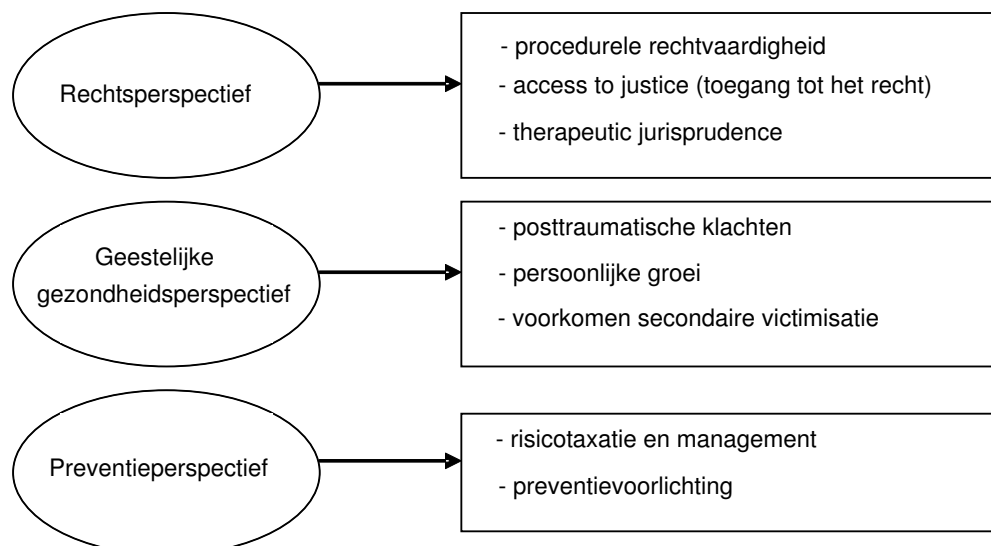 Rechtsperspectief
- procedurele rechtvaardigheid
- access to justice (toegang tot het recht)
- therapeutic jurisprudence
Geestelijke
gezondheidsperspectief
- posttraumatische klachten
- persoonlijke groei
- voorkomen secondaire victimisatie
Preventieperspectief
- risicotaxatie en management
- preventievoorlichting